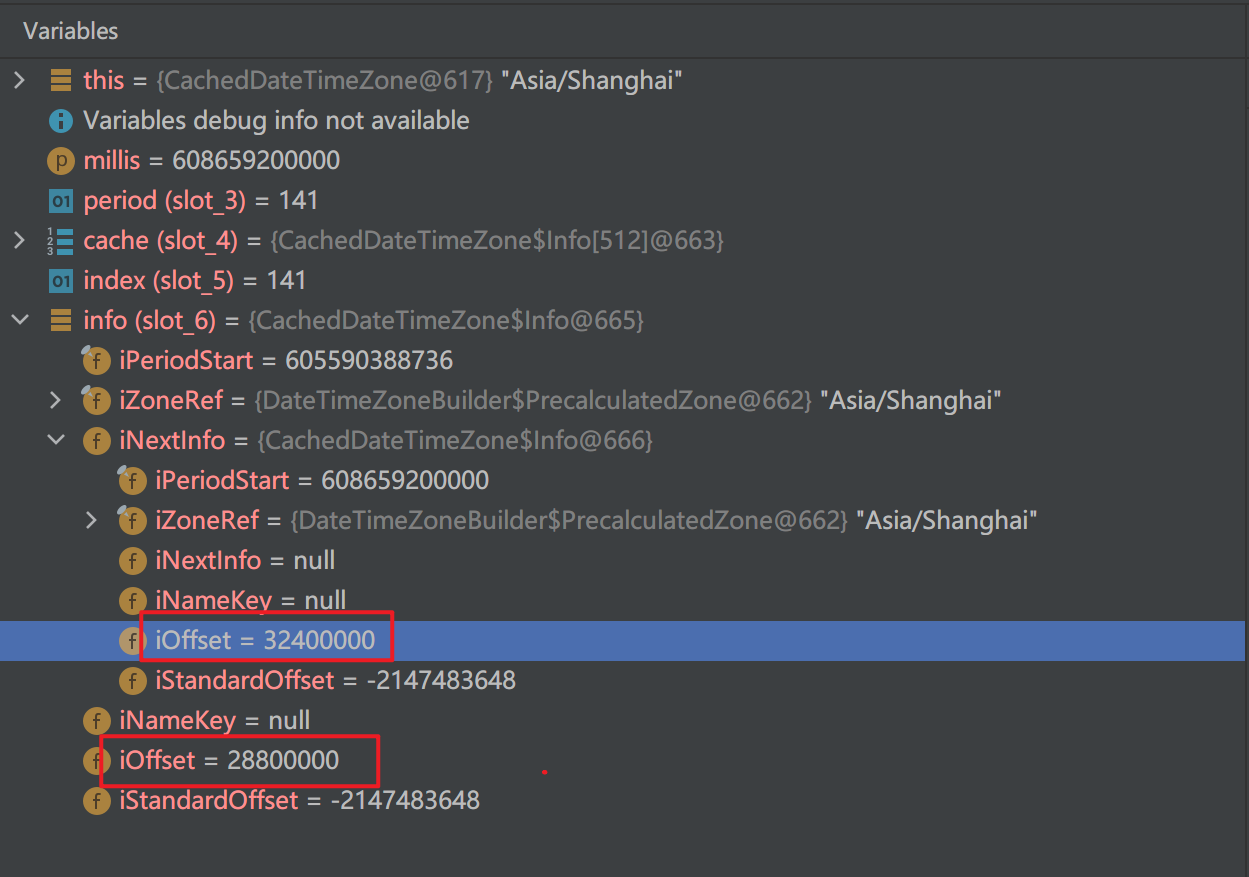 Variables
this = {CachedDateTimeZone@617} "Asia/Shanghai"
Variables debug info not available
p millis = 608659200000
01 period (slot_3) = 141
cache (slot_4) = {CachedDateTimeZone$Info[512]@663}
01 index (slot_5) = 141
info (slot_6) = {CachedDateTimeZone$Info@665}
f iPeriodStart = 605590388736
f iZoneRef = {DateTimeZoneBuilder$PrecalculatedZone@662} "Asia/Shanghai"
f iNextInfo = {CachedDateTimeZone$Info@666}
f iPeriodStart = 608659200000
f iZoneRef = {DateTimeZoneBuilder$PrecalculatedZone@662} "Asia/Shanghai"
f iNextInfo = null
f iNameKey = null
f iOffset = 32400000
f iStandardOffset = -2147483648
f iNameKey = null
f iOffset = 28800000
f iStandardOffset = -2147483648